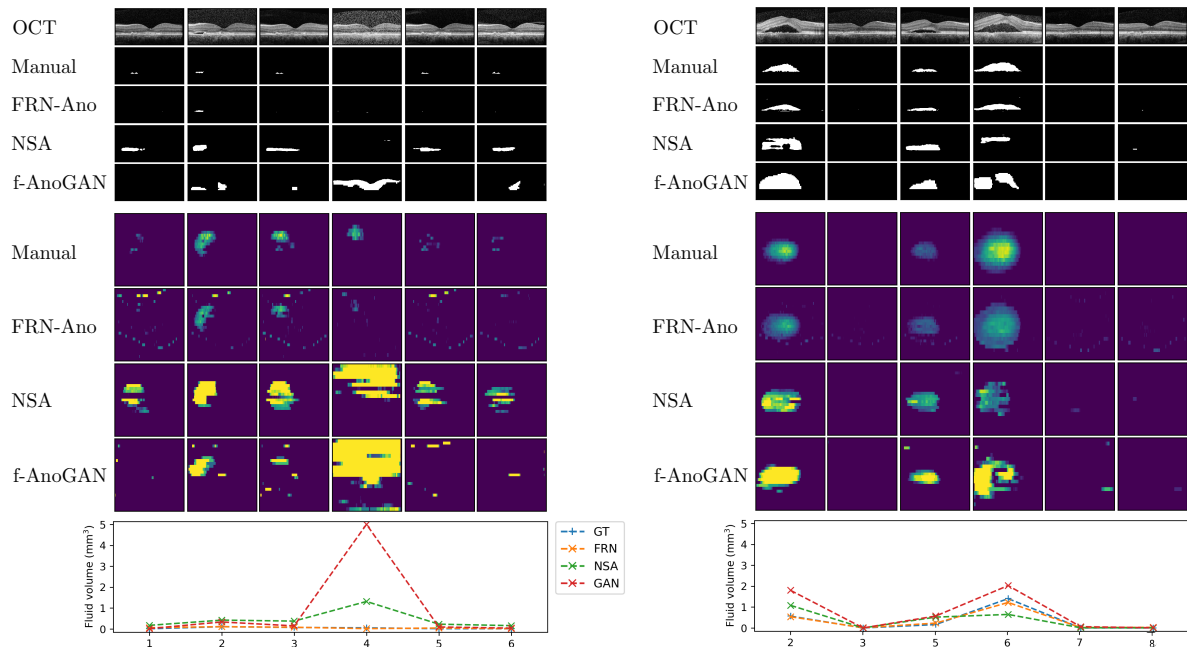 OCT
Manual
FRN-Ano
NSA
f-AnoGAN
Manual
FRN-Ano
NSA
f-AnoGAN
Fluid volume (mm³)
5
4
3
2
1
0
1 2 3 4 5 6
GT
FRN
NSA
GAN
OCT
Manual
FRN-Ano
NSA
f-AnoGAN
Manual
FRN-Ano
NSA
f-AnoGAN
Fluid volume (mm³)
5
4
3
2
1
0
2 3 5 6 7 8